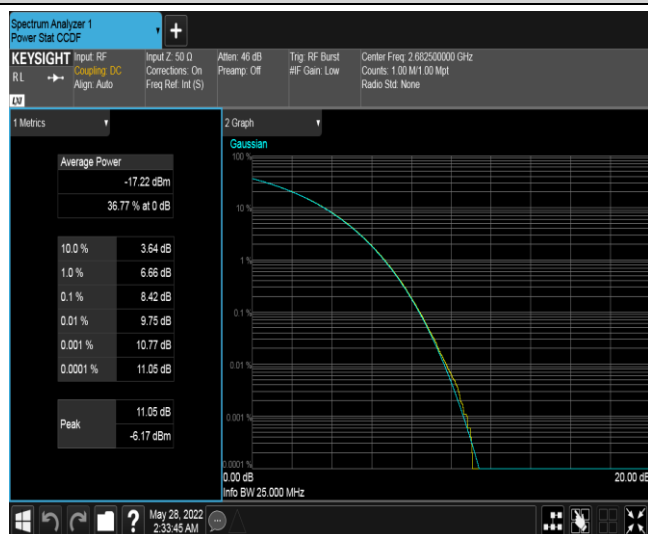 Spectrum Analyzer 1
Power Stat CCDF
+
KEYSIGHT
RL
LXI
Input: RF
Coupling: DC
Align: Auto
Input Z: 50 Ω
Corrections: On
Freq Ref: Int (S)
Atten: 46 dB
Preamp: Off
Trig: RF Burst
#IF Gain: Low
Center Freq: 2.682500000 GHz
Counts: 1.00 M/1.00 Mpt
Radio Std: None
1 Metrics
Average Power
-17.22 dBm
36.77 % at 0 dB
10.0 % 3.64 dB
1.0 % 6.66 dB
0.1 % 8.42 dB
0.01 % 9.75 dB
0.001 % 10.77 dB
0.0001 % 11.05 dB
Peak
11.05 dB
-6.17 dBm
2 Graph
Gaussian
100 %
10 %
1 %
0.1 %
0.01 %
0.001 %
0.0001 %
0.00 dB
20.00 dB
Info BW 25.000 MHz
?
May 28, 2022
2:33:45 AM